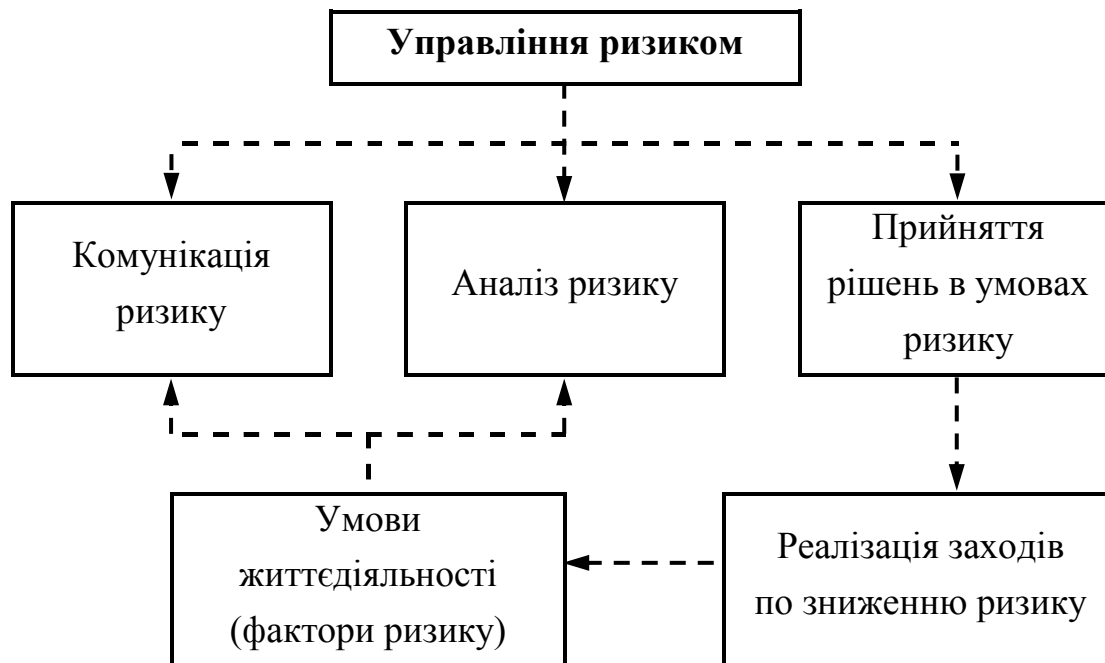 Управління ризиком
Комунікація
ризику
Аналіз ризику
Прийняття
рішень в умовах
ризику
Умови
життєдіяльності
(фактори ризику)
Реалізація заходів
по зниженню ризику